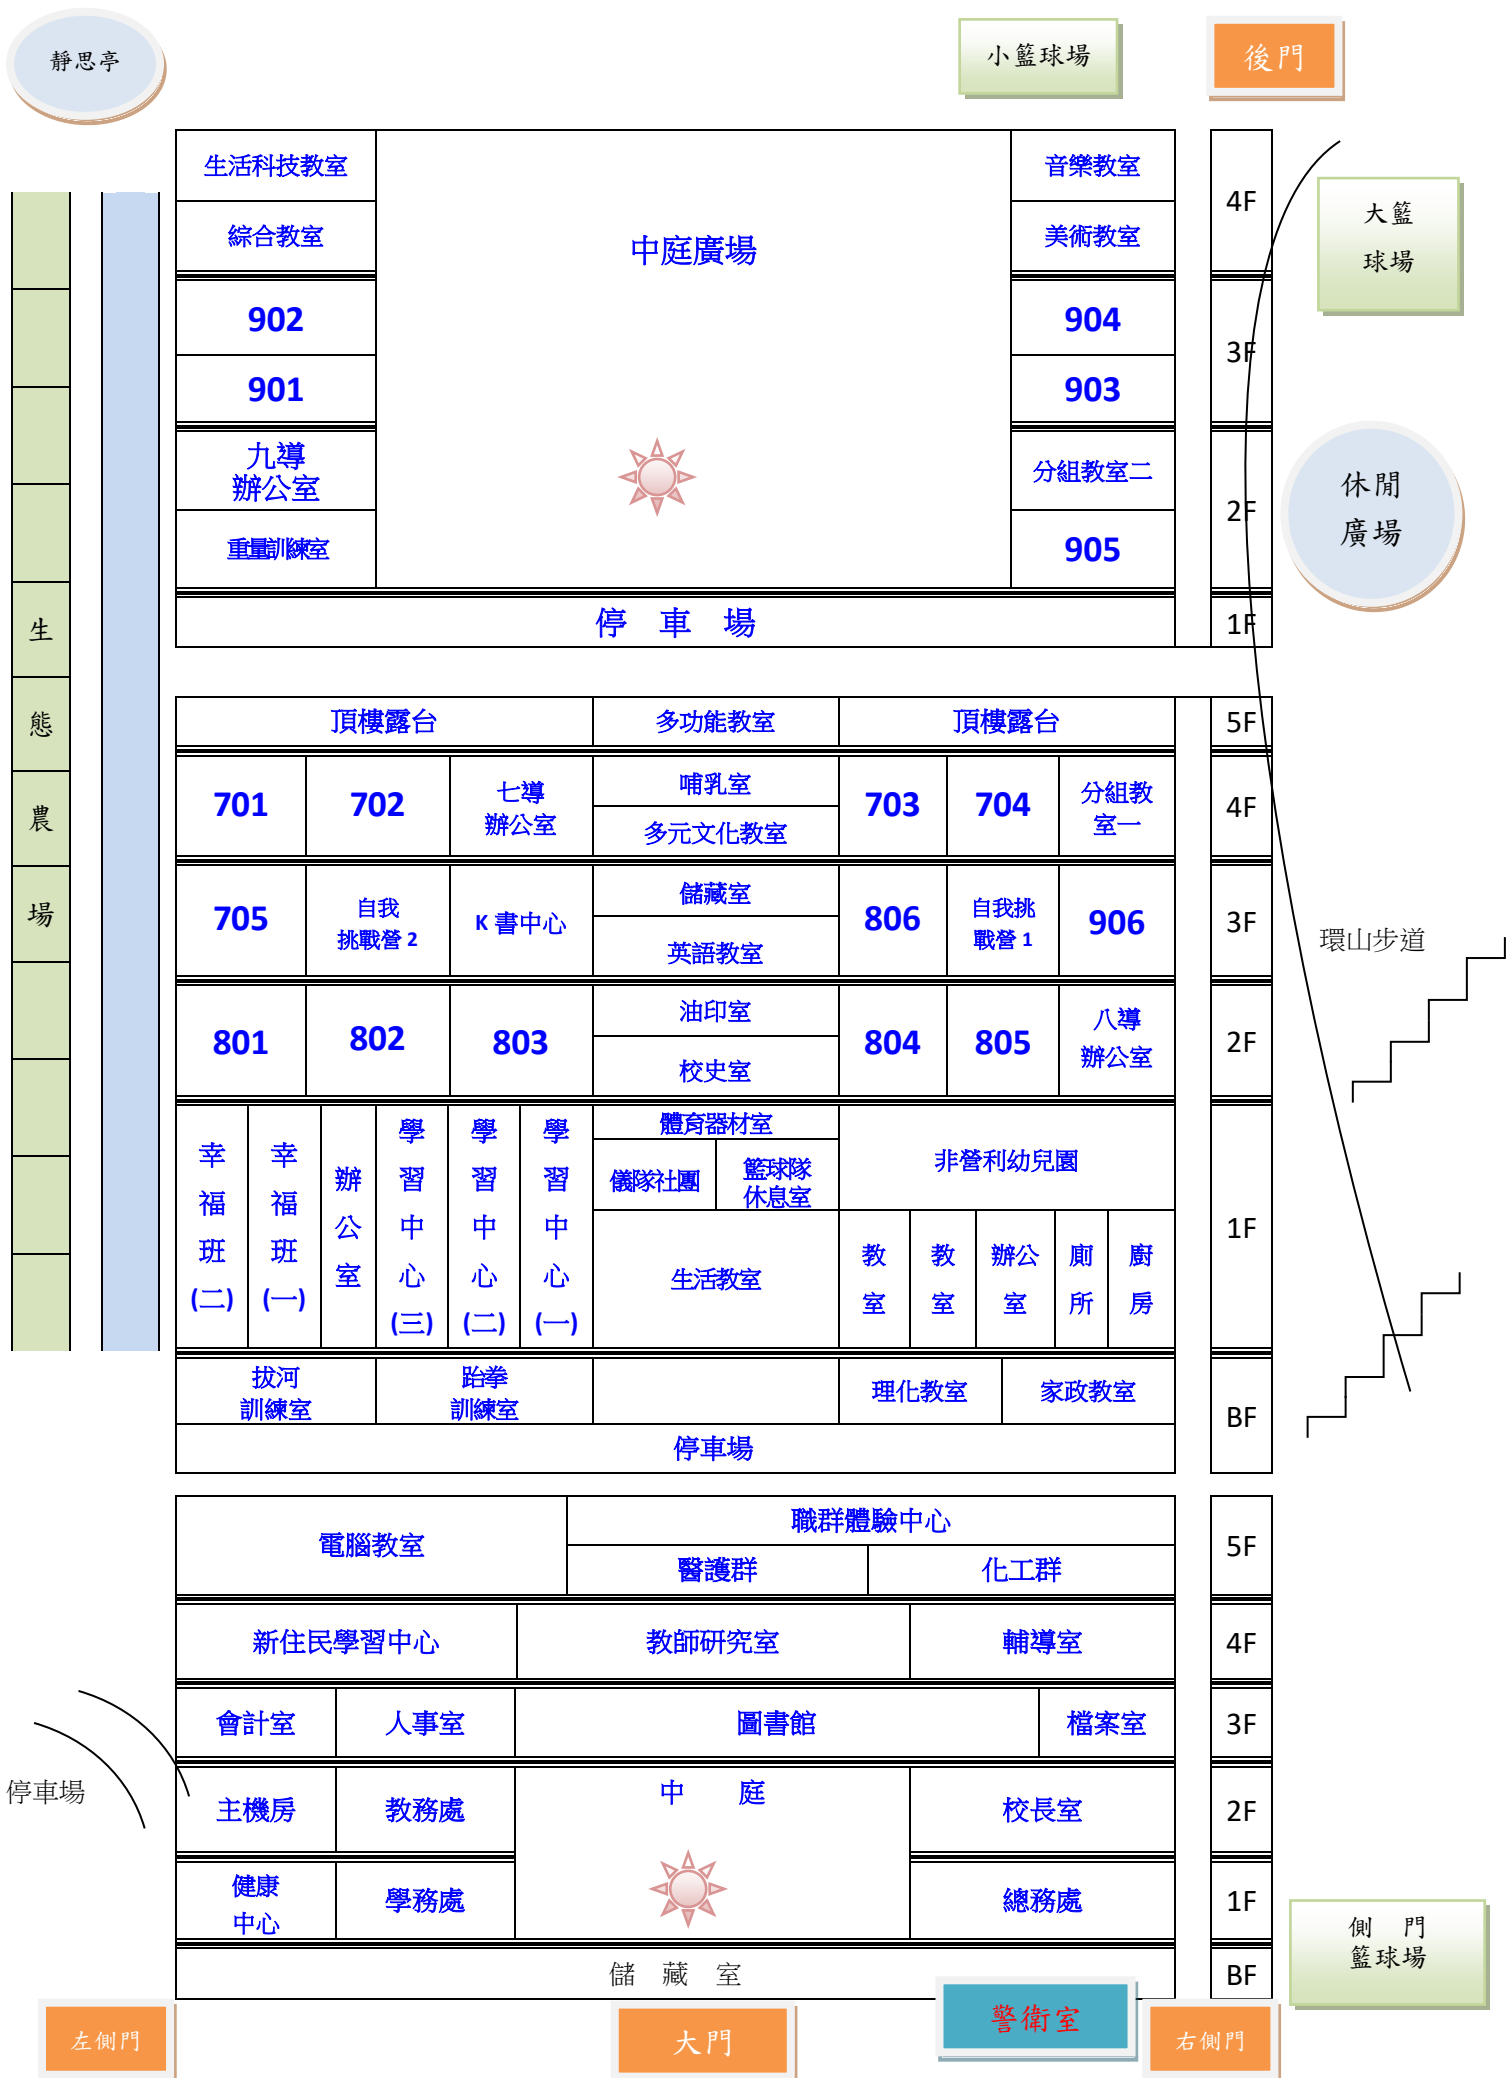 靜思亭
小籃球場
後門
生活科技教室
音樂教室
4F
綜合教室
美術教室
中庭廣場
大籃
球場
902
904
3F
901
903
九導
辦公室
分組教室二
2F
重量訓練室
905
休閒
廣場
停 車 場
1F
生
態
農
場
頂樓露台
多功能教室
頂樓露台
5F
701
702
七導
辦公室
哺乳室
多元文化教室
703
704
分組教
室一
4F
705
自我
挑戰營 2
K 書中心
儲藏室
英語教室
806
自我挑
戰營 1
906
3F
環山步道
801
802
803
油印室
校史室
804
805
八導
辦公室
2F
幸福班(二)
幸福班(一)
辦公室
學習中心(三)
學習中心(二)
學習中心(一)
體育器材室
儀隊社團
籃球隊
休息室
生活教室
非營利幼兒園
教室
教室
辦公
室
廁所
廚房
1F
拔河
訓練室
跆拳
訓練室
理化教室
家政教室
BF
停車場
電腦教室
職群體驗中心
醫護群
化工群
5F
新住民學習中心
教師研究室
輔導室
4F
會計室
人事室
圖書館
檔案室
3F
停車場
主機房
教務處
中 庭
校長室
2F
健康
中心
學務處
總務處
1F
側 門
籃球場
儲 藏 室
BF
左側門
大門
警衛室
右側門